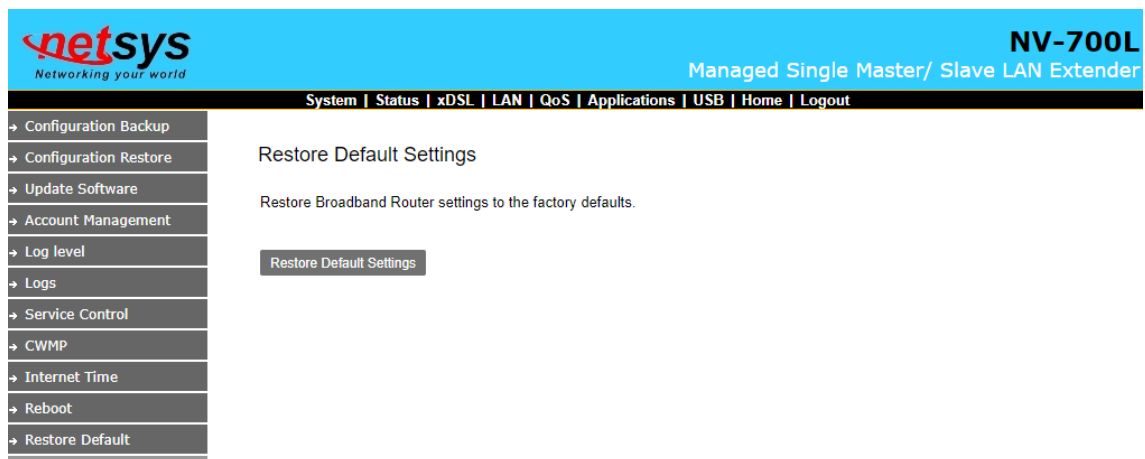 netsys
Networking your world
NV-700L
Managed Single Master/ Slave LAN Extender
System | Status | xDSL | LAN | QoS | Applications | USB | Home | Logout
→ Configuration Backup
→ Configuration Restore
→ Update Software
→ Account Management
→ Log level
→ Logs
→ Service Control
→ CWMP
→ Internet Time
→ Reboot
→ Restore Default
Restore Default Settings
Restore Broadband Router settings to the factory defaults.
Restore Default Settings